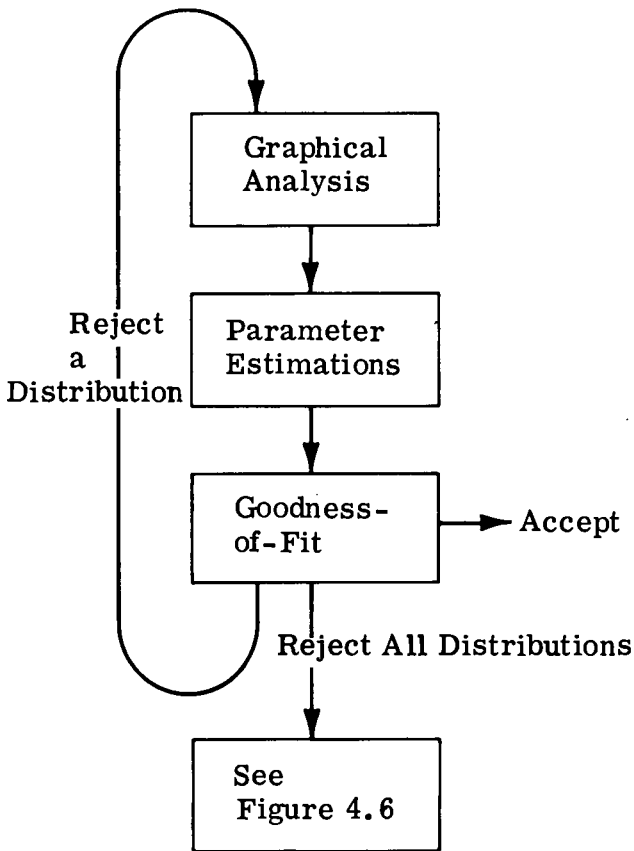 Graphical
Analysis
Parameter
Estimations
Reject
a
Distribution
Goodness-
of-Fit
Accept
Reject All Distributions
See
Figure 4.6